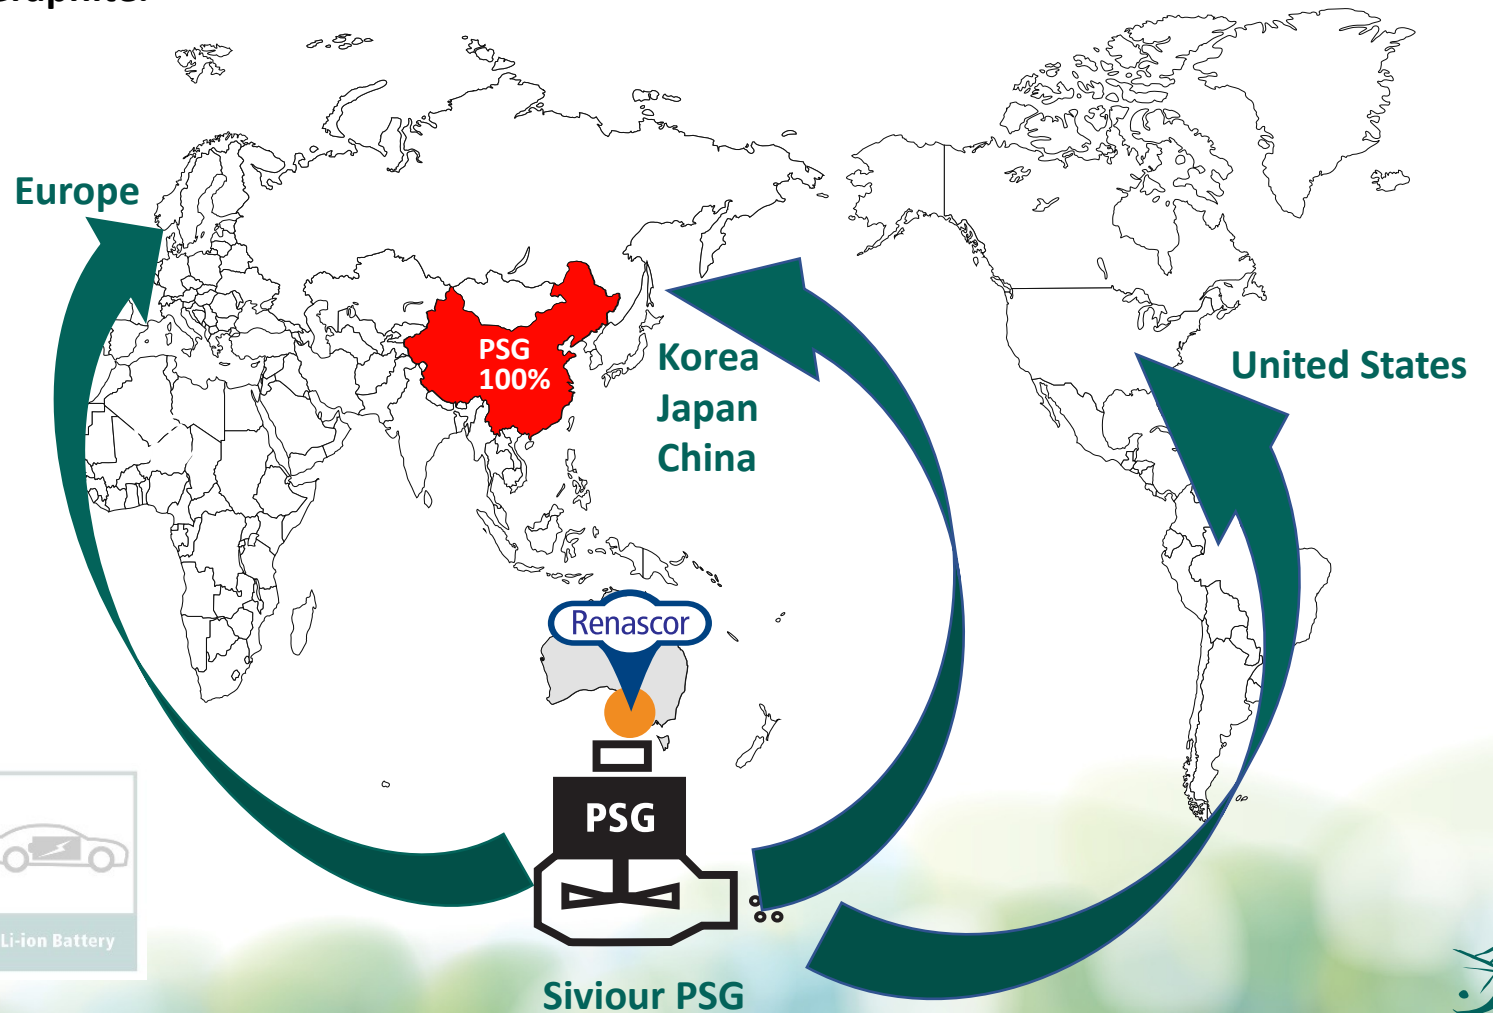 Europe
PSG
100%
Korea
Japan
China
United States
Renascor
PSG
Li-ion Battery
Siviour PSG